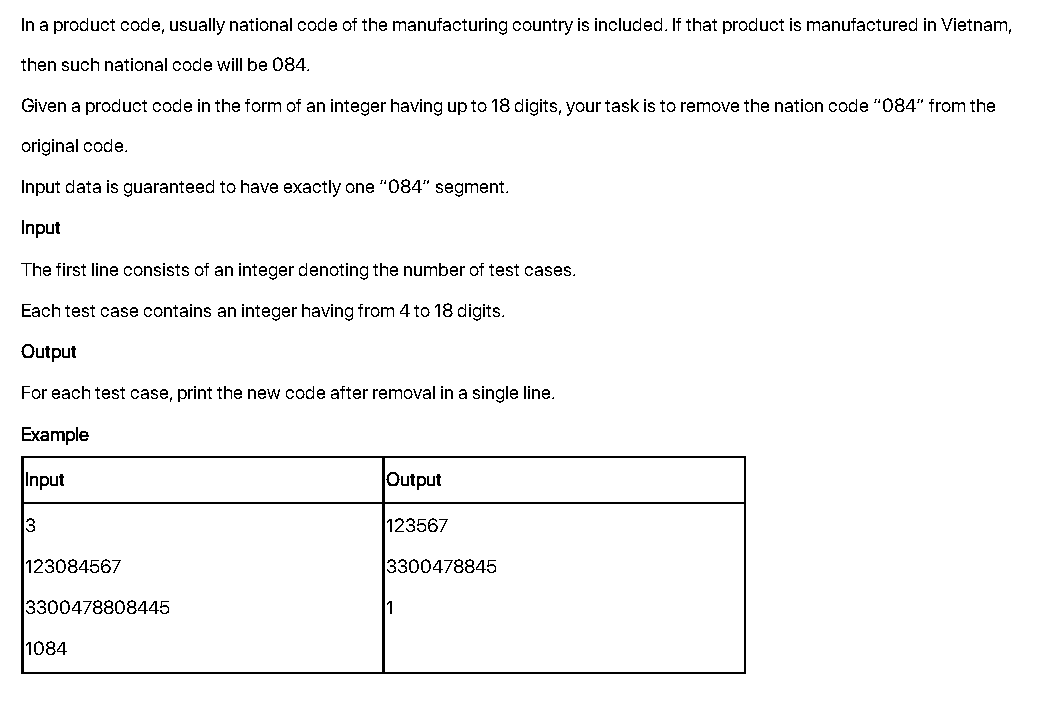 In a product code, usually national code of the manufacturing country is included. If that product is manufactured in Vietnam,
then such national code will be 084.
Given a product code in the form of an integer having up to 18 digits, your task is to remove the nation code “084” from the
original code.
Input data is guaranteed to have exactly one “084” segment.
Input
The first line consists of an integer denoting the number of test cases.
Each test case contains an integer having from 4 to 18 digits.
Output
For each test case, print the new code after removal in a single line.
Example
Input Output
3 123567
123084567 3300478845
3300478808445 1
1084